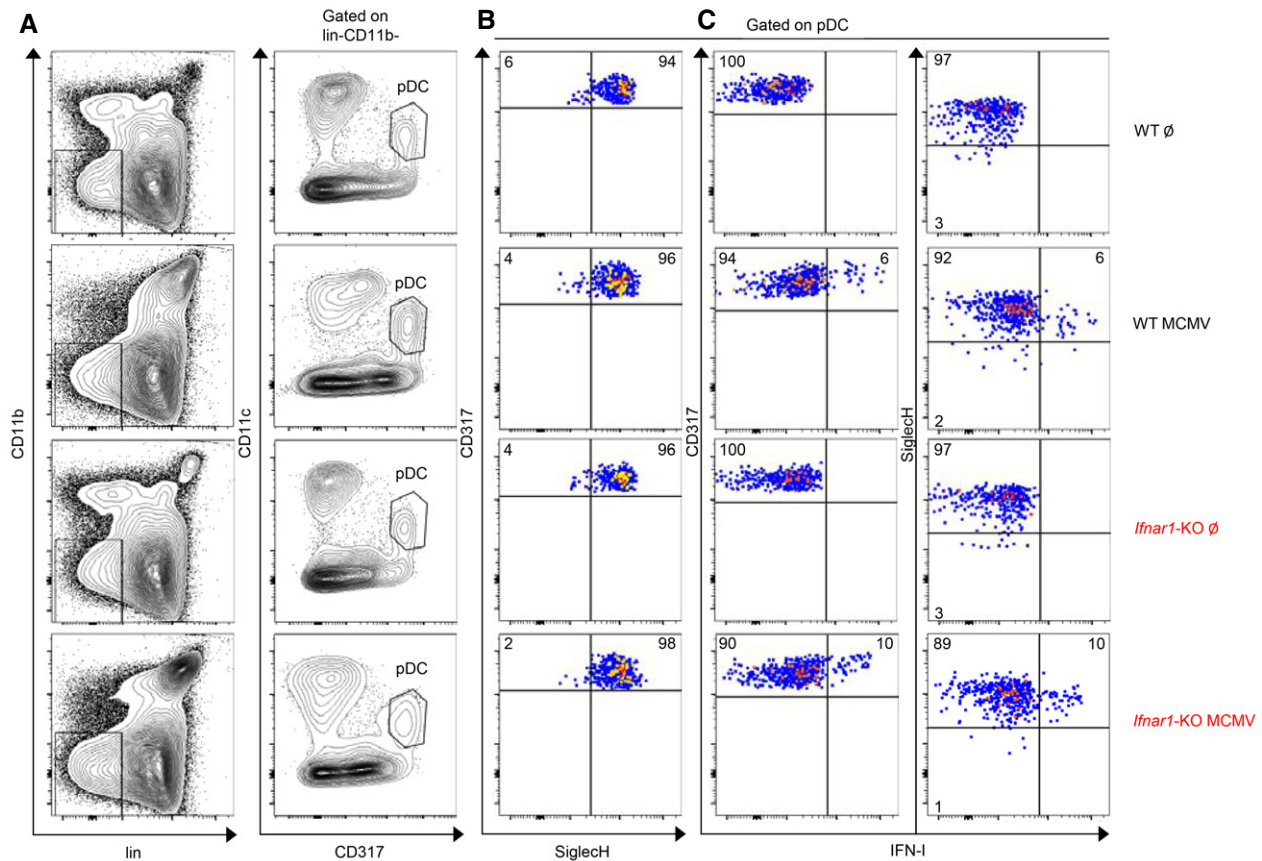 A
Gated on
lin-CD11b-
B
C
Gated on pDC
pDC
6
94
100
97
3
WT Ø
pDC
4
96
94
6
92
6
2
WT MCMV
pDC
4
96
100
97
3
Ifnar1-KO Ø
pDC
2
98
90
10
89
10
1
Ifnar1-KO MCMV
CD11b
CD11c
CD317
CD317
SiglecH
lin
CD317
SiglecH
IFN-I